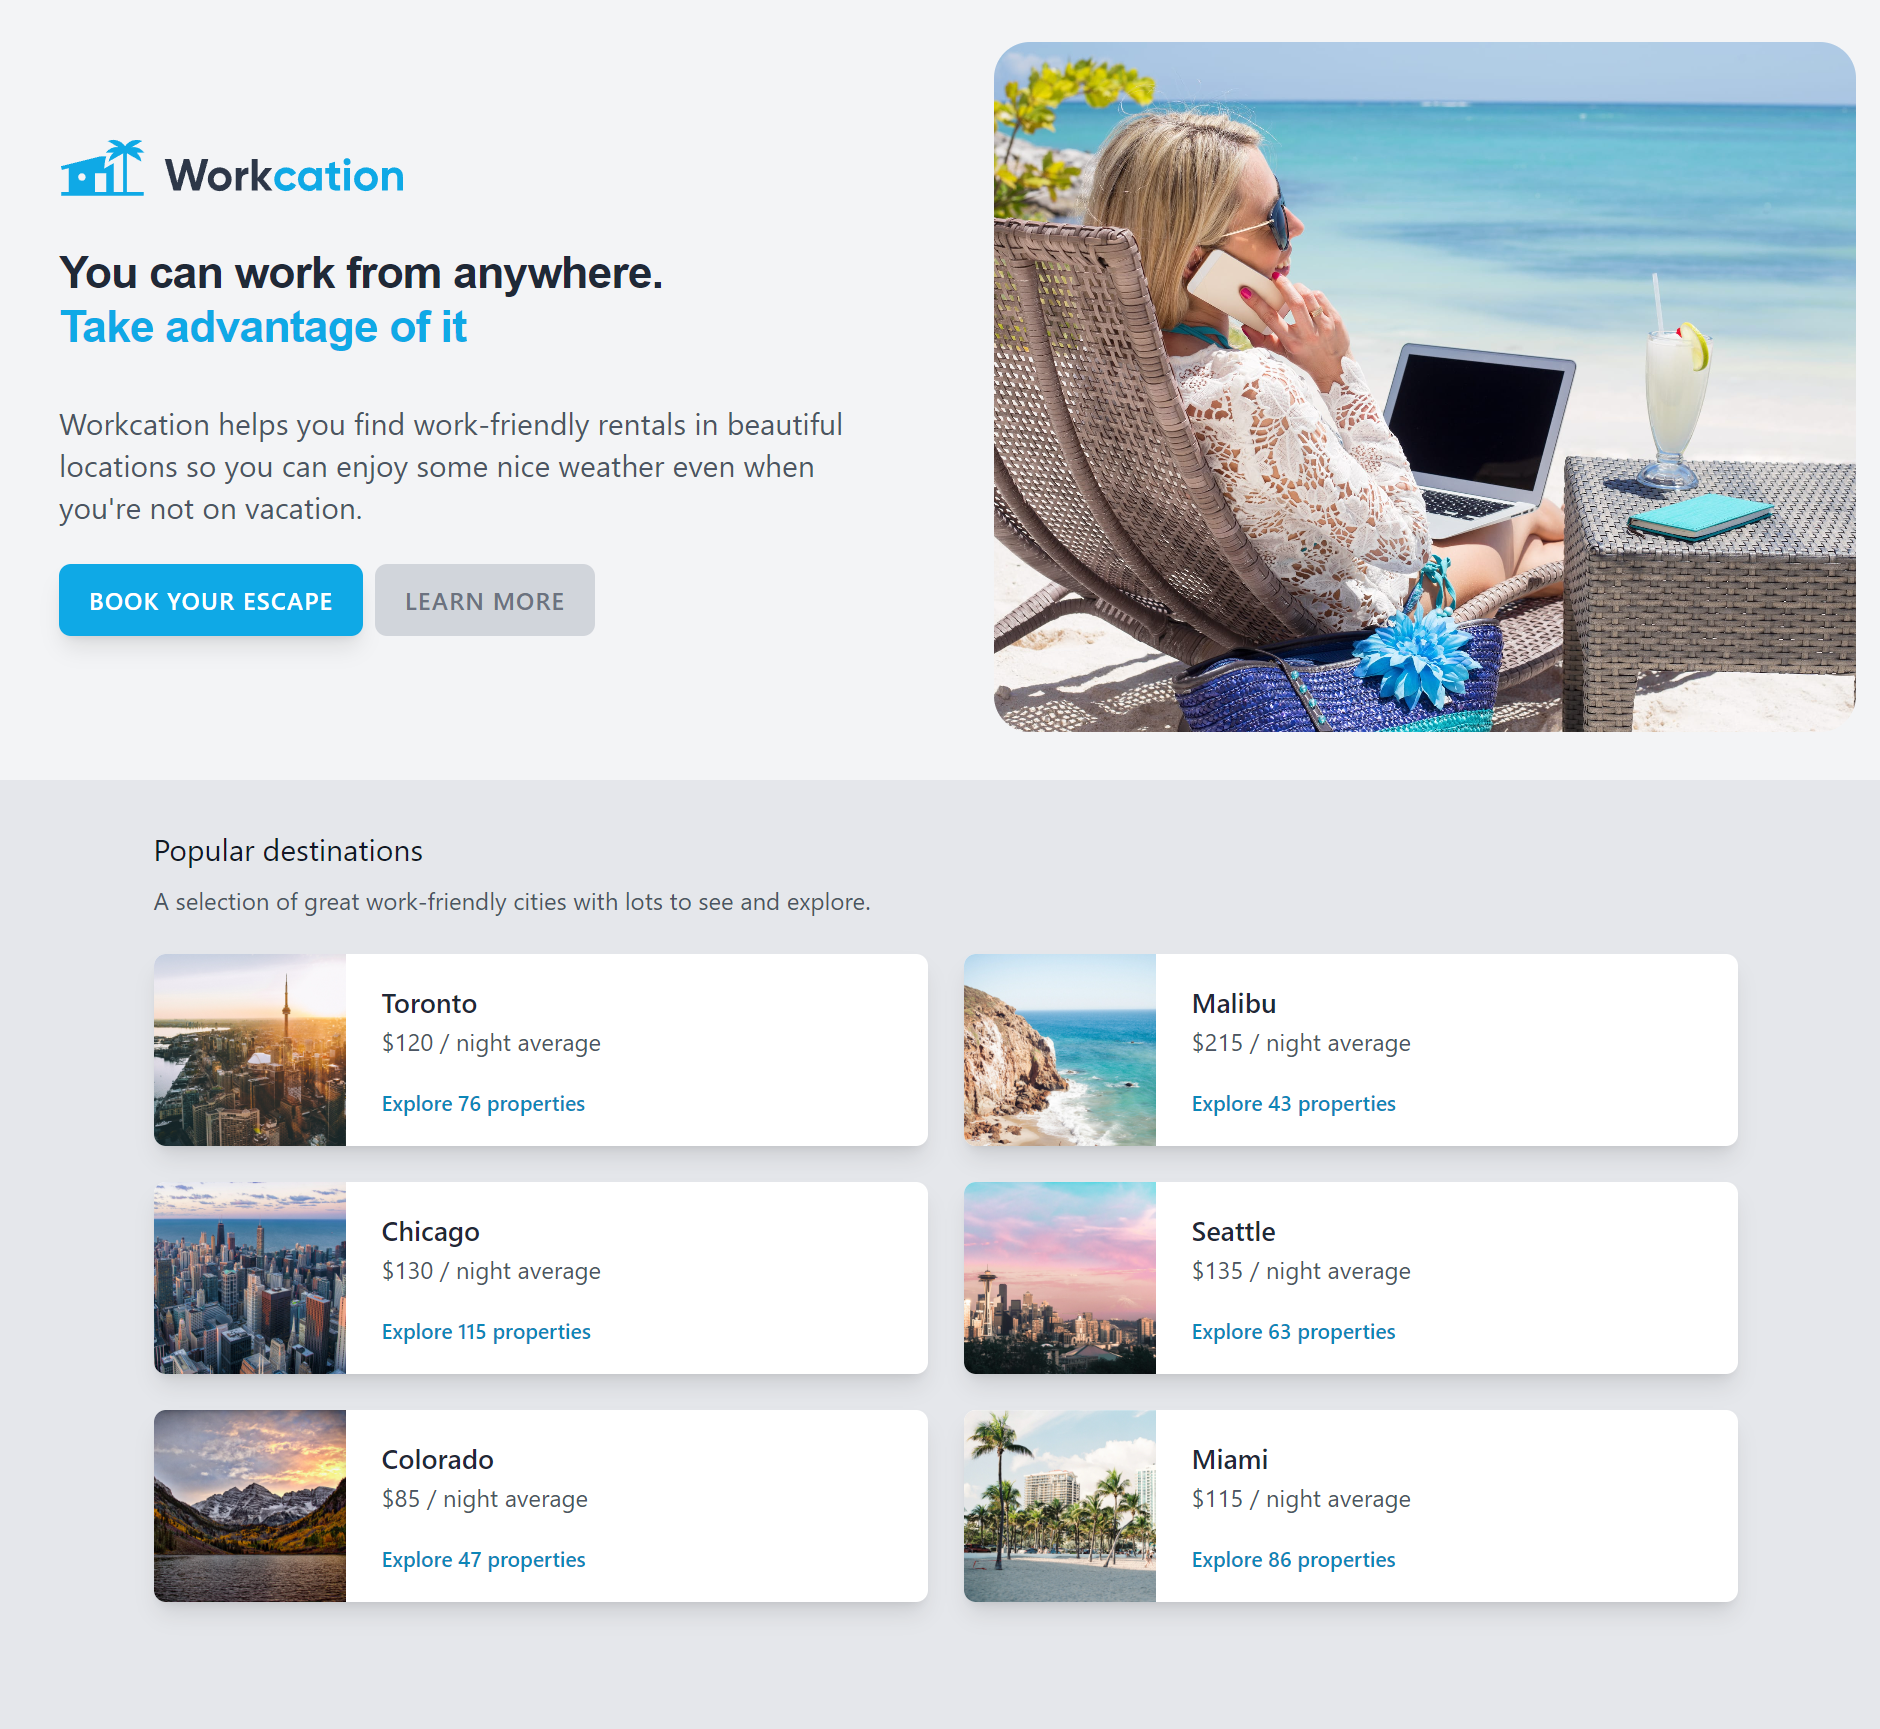 Workcation
You can work from anywhere.
Take advantage of it
Workcation helps you find work-friendly rentals in beautiful
locations so you can enjoy some nice weather even when
you're not on vacation.
BOOK YOUR ESCAPE
LEARN MORE
Popular destinations
A selection of great work-friendly cities with lots to see and explore.
Toronto
$120 / night average
Explore 76 properties
Malibu
$215 / night average
Explore 43 properties
Chicago
$130 / night average
Explore 115 properties
Seattle
$135 / night average
Explore 63 properties
Colorado
$85 / night average
Explore 47 properties
Miami
$115 / night average
Explore 86 properties